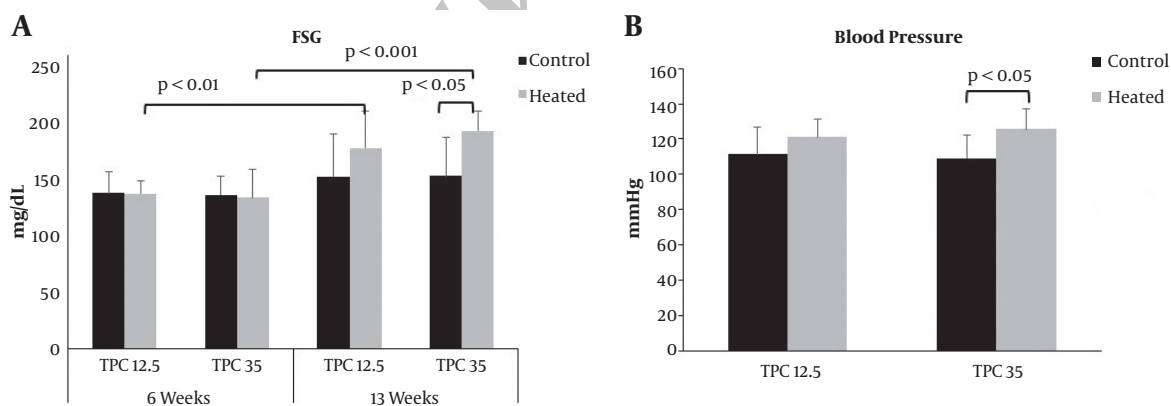 A
FSG
Control
Heated
250
200
150
100
50
0
mg/dL
p < 0.01
p < 0.001
p < 0.05
TPC 12.5
TPC 35
TPC 12.5
TPC 35
6 Weeks
13 Weeks
B
Blood Pressure
Control
Heated
160
140
120
100
80
60
40
20
0
mmHg
p < 0.05
TPC 12.5
TPC 35